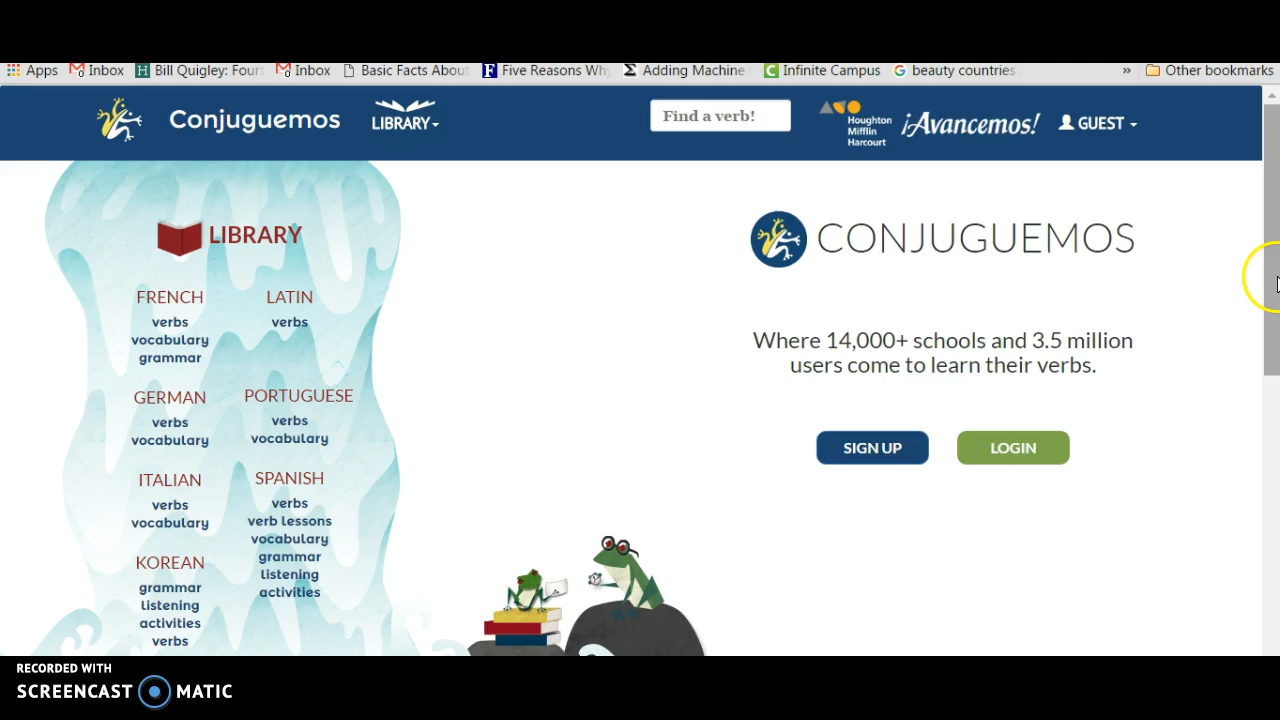 Apps Inbox Bill Quigley: Fourt Inbox Basic Facts About Five Reasons Why Adding Machine Infinite Campus beauty countries » Other bookmarks
Conjuguemos LIBRARY Find a verb! Houghton Mifflin Harcourt ¡Avancemos! GUEST
LIBRARY
FRENCH
verbs
vocabulary
grammar
LATIN
verbs
GERMAN
verbs
vocabulary
PORTUGUESE
verbs
vocabulary
ITALIAN
verbs
vocabulary
SPANISH
verbs
verb lessons
vocabulary
grammar
listening
activities
KOREAN
grammar
listening
activities
verbs
CONJUGUEMOS
Where 14,000+ schools and 3.5 million
users come to learn their verbs.
SIGN UP LOGIN
RECORDED WITH
SCREENCAST MATIC